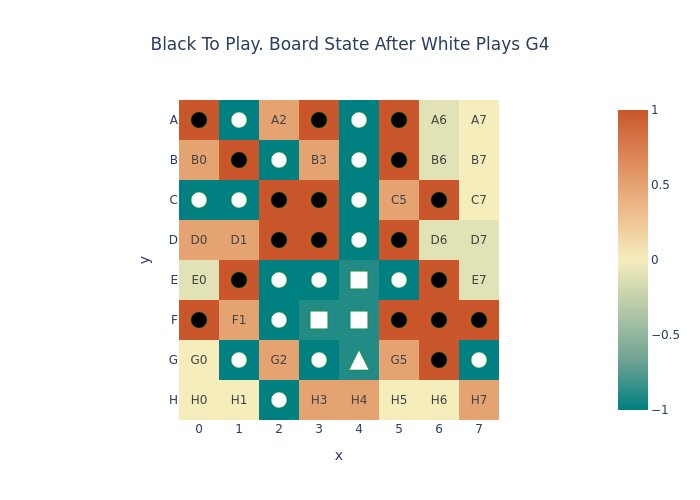 Black To Play. Board State After White Plays G4
A A2 A6 A7 1
B B0 B3 B6 B7
C C5 C7 0.5
D D0 D1 D6 D7
y 0
E E0 E7
F F1 −0.5
G G0 G2 G5
H H0 H1 H3 H4 H5 H6 H7 −1
0 1 2 3 4 5 6 7
x